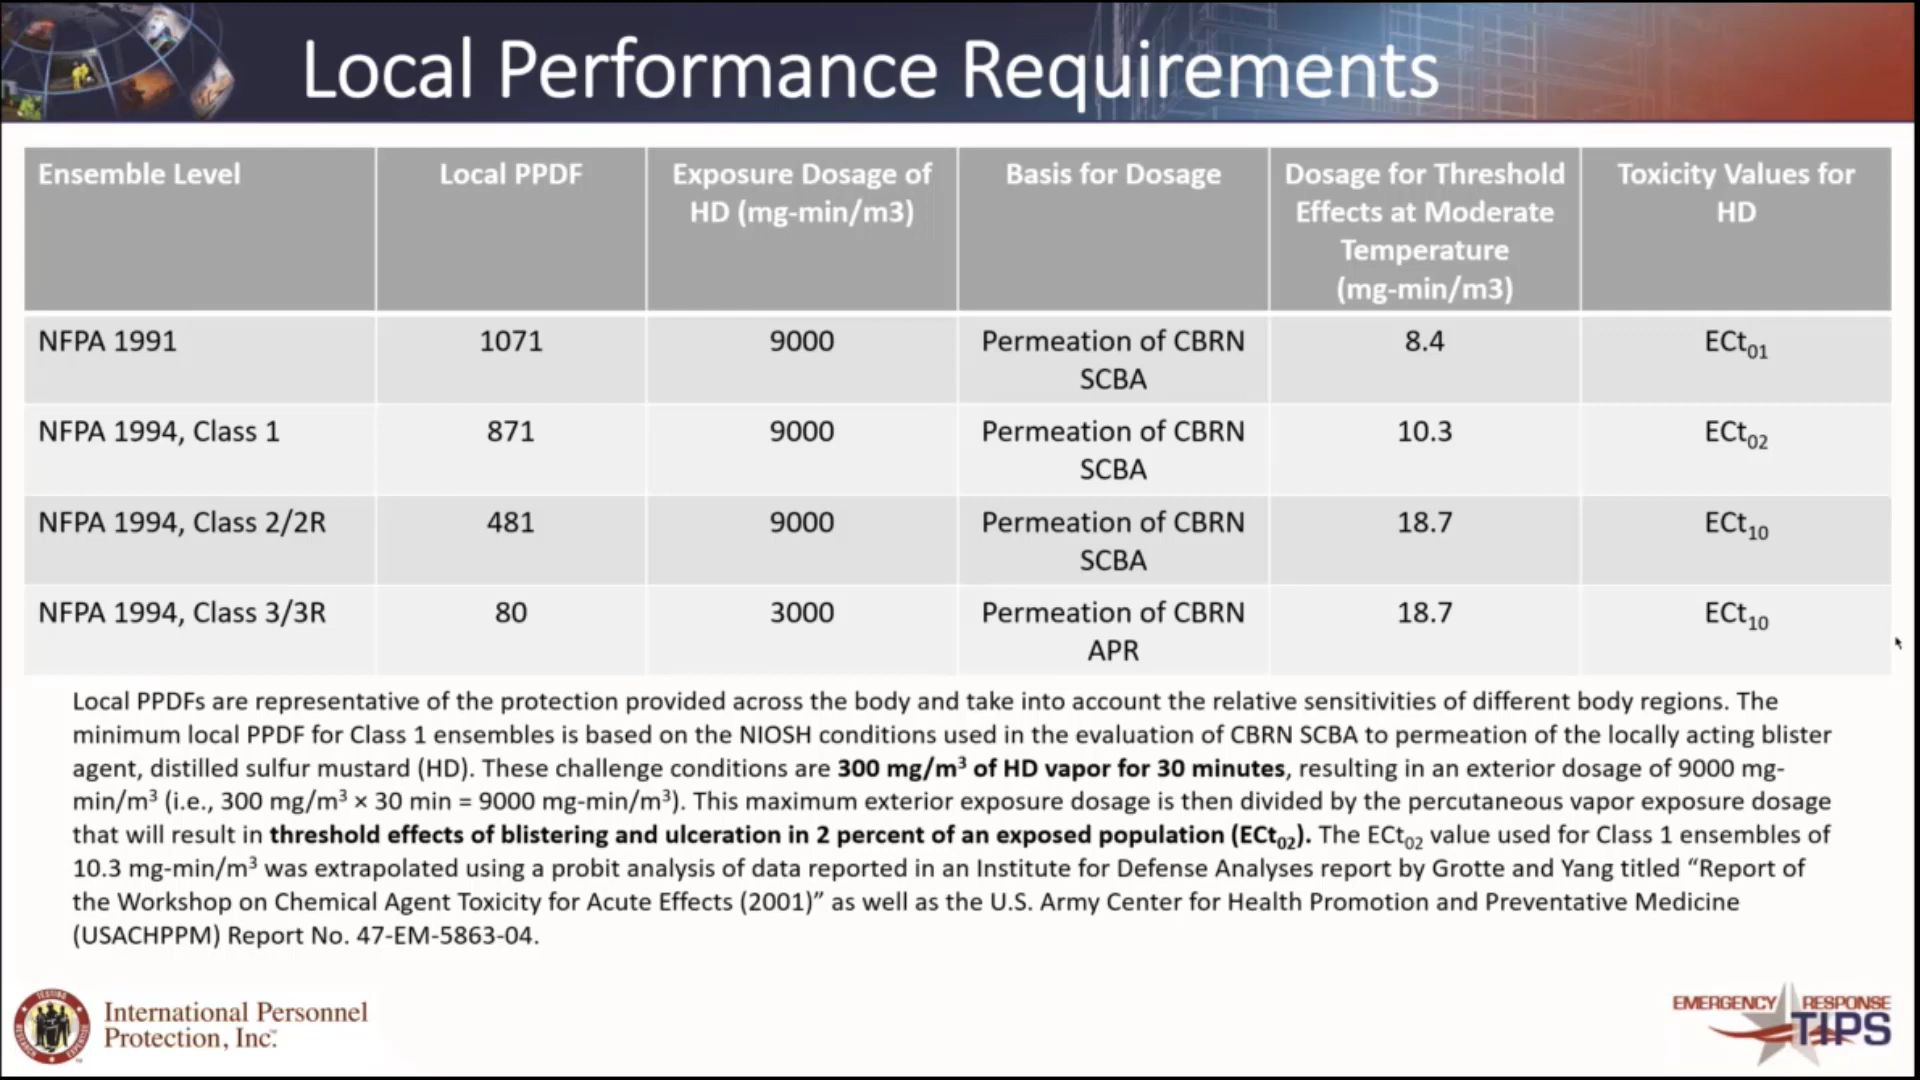 Local Performance Requirements
Ensemble Level
Local PPDF
Exposure Dosage of
HD (mg-min/m3)
Basis for Dosage
Dosage for Threshold
Effects at Moderate
Temperature
(mg-min/m3)
Toxicity Values for
HD
NFPA 1991
1071
9000
Permeation of CBRN
SCBA
8.4
ECt01
NFPA 1994, Class 1
871
9000
Permeation of CBRN
SCBA
10.3
ECt02
NFPA 1994, Class 2/2R
481
9000
Permeation of CBRN
SCBA
18.7
ECt10
NFPA 1994, Class 3/3R
80
3000
Permeation of CBRN
APR
18.7
ECt10
Local PPDFs are representative of the protection provided across the body and take into account the relative sensitivities of different body regions. The
minimum local PPDF for Class 1 ensembles is based on the NIOSH conditions used in the evaluation of CBRN SCBA to permeation of the locally acting blister
agent, distilled sulfur mustard (HD). These challenge conditions are 300 mg/m³ of HD vapor for 30 minutes, resulting in an exterior dosage of 9000 mg-
min/m³ (i.e., 300 mg/m³ × 30 min = 9000 mg-min/m³). This maximum exterior exposure dosage is then divided by the percutaneous vapor exposure dosage
that will result in threshold effects of blistering and ulceration in 2 percent of an exposed population (ECt02). The ECt02 value used for Class 1 ensembles of
10.3 mg-min/m³ was extrapolated using a probit analysis of data reported in an Institute for Defense Analyses report by Grotte and Yang titled “Report of
the Workshop on Chemical Agent Toxicity for Acute Effects (2001)” as well as the U.S. Army Center for Health Promotion and Preventative Medicine
(USACHPPM) Report No. 47-EM-5863-04.
TESTING
RESEARCH
EXPERTISE
International Personnel
Protection, Inc.
EMERGENCY RESPONSE
TIPS